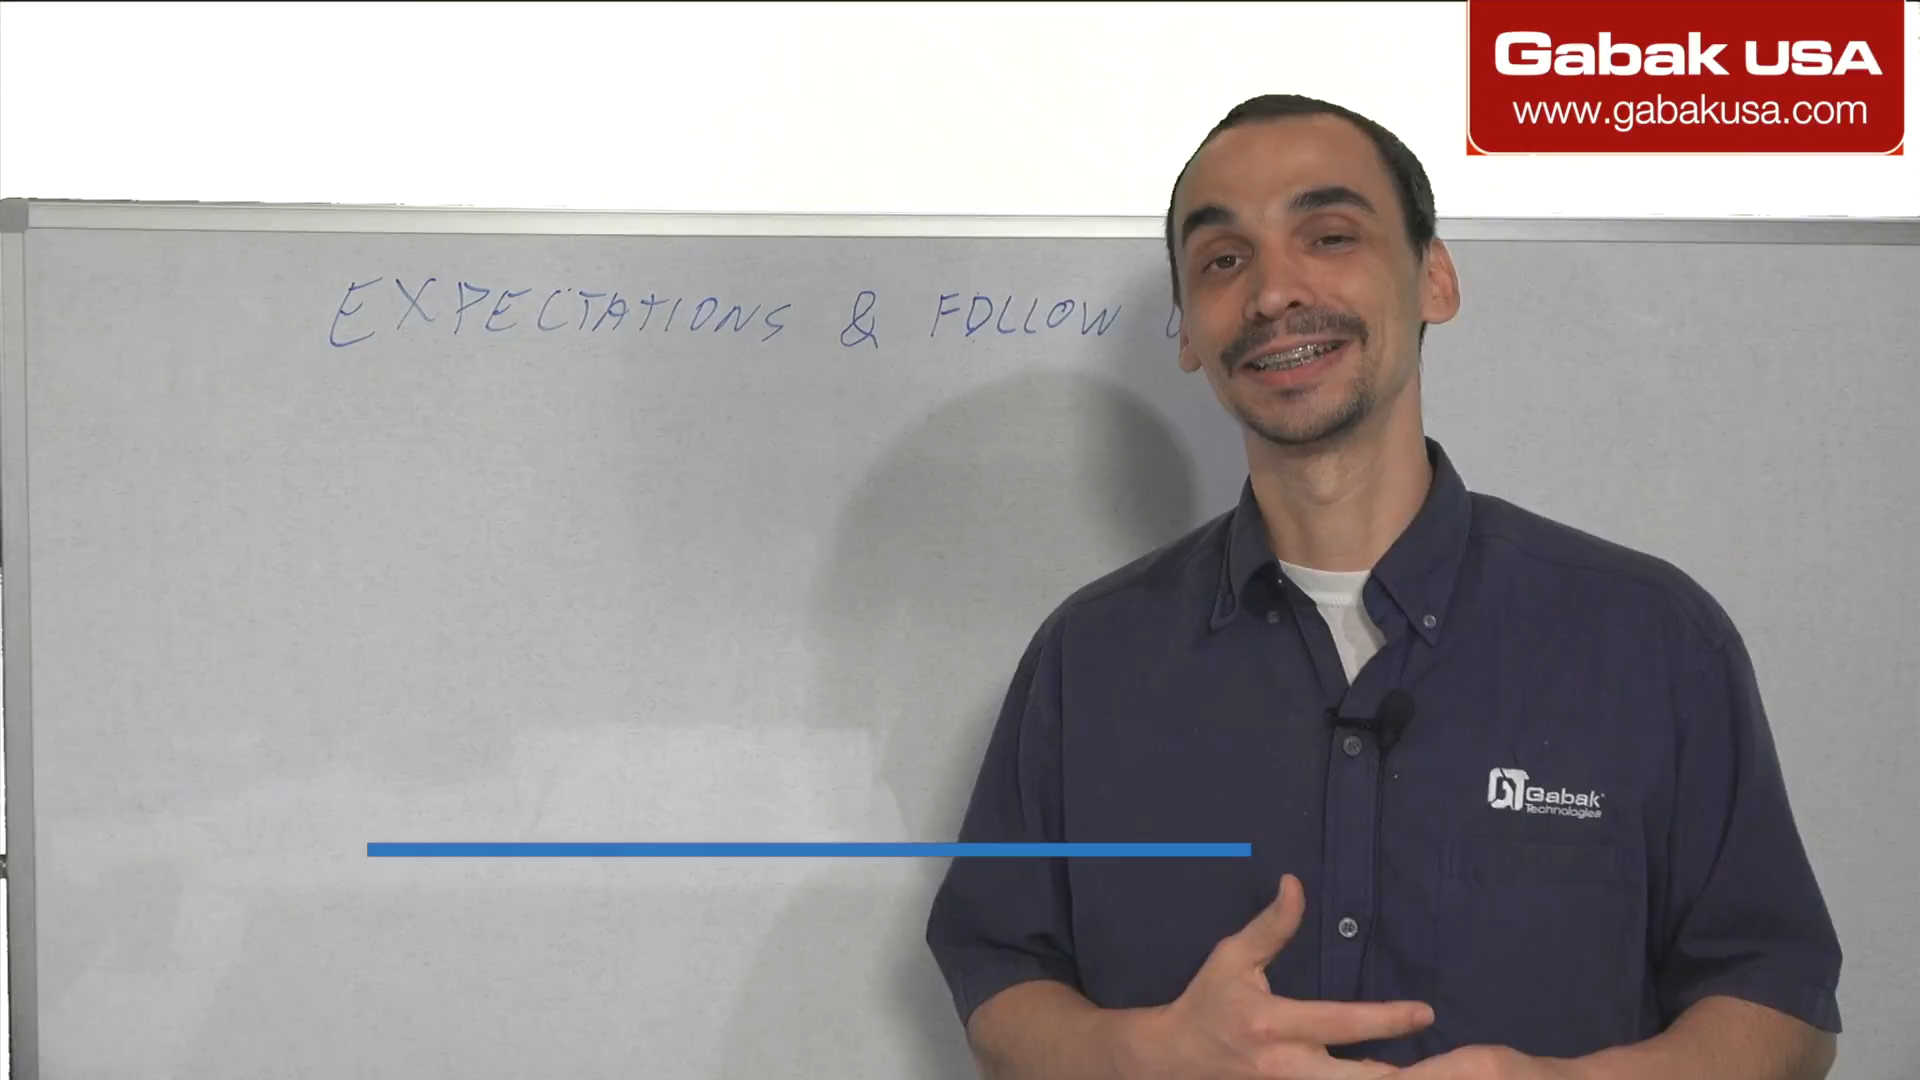 Gabak USA
www.gabakusa.com
EXPECTATIONS & FOLLOW
Gabak
Technologies